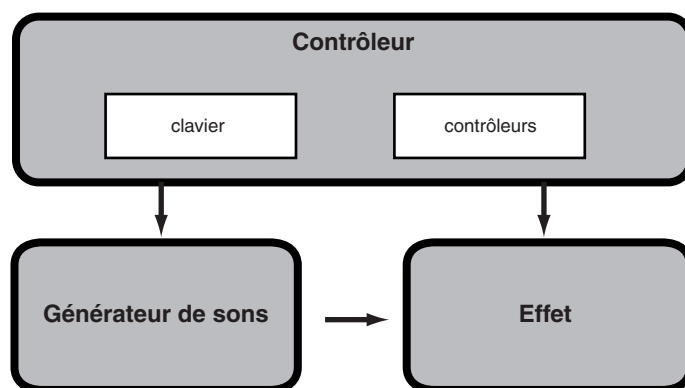 Contrôleur
clavier
contrôleurs
Générateur de sons
Effet